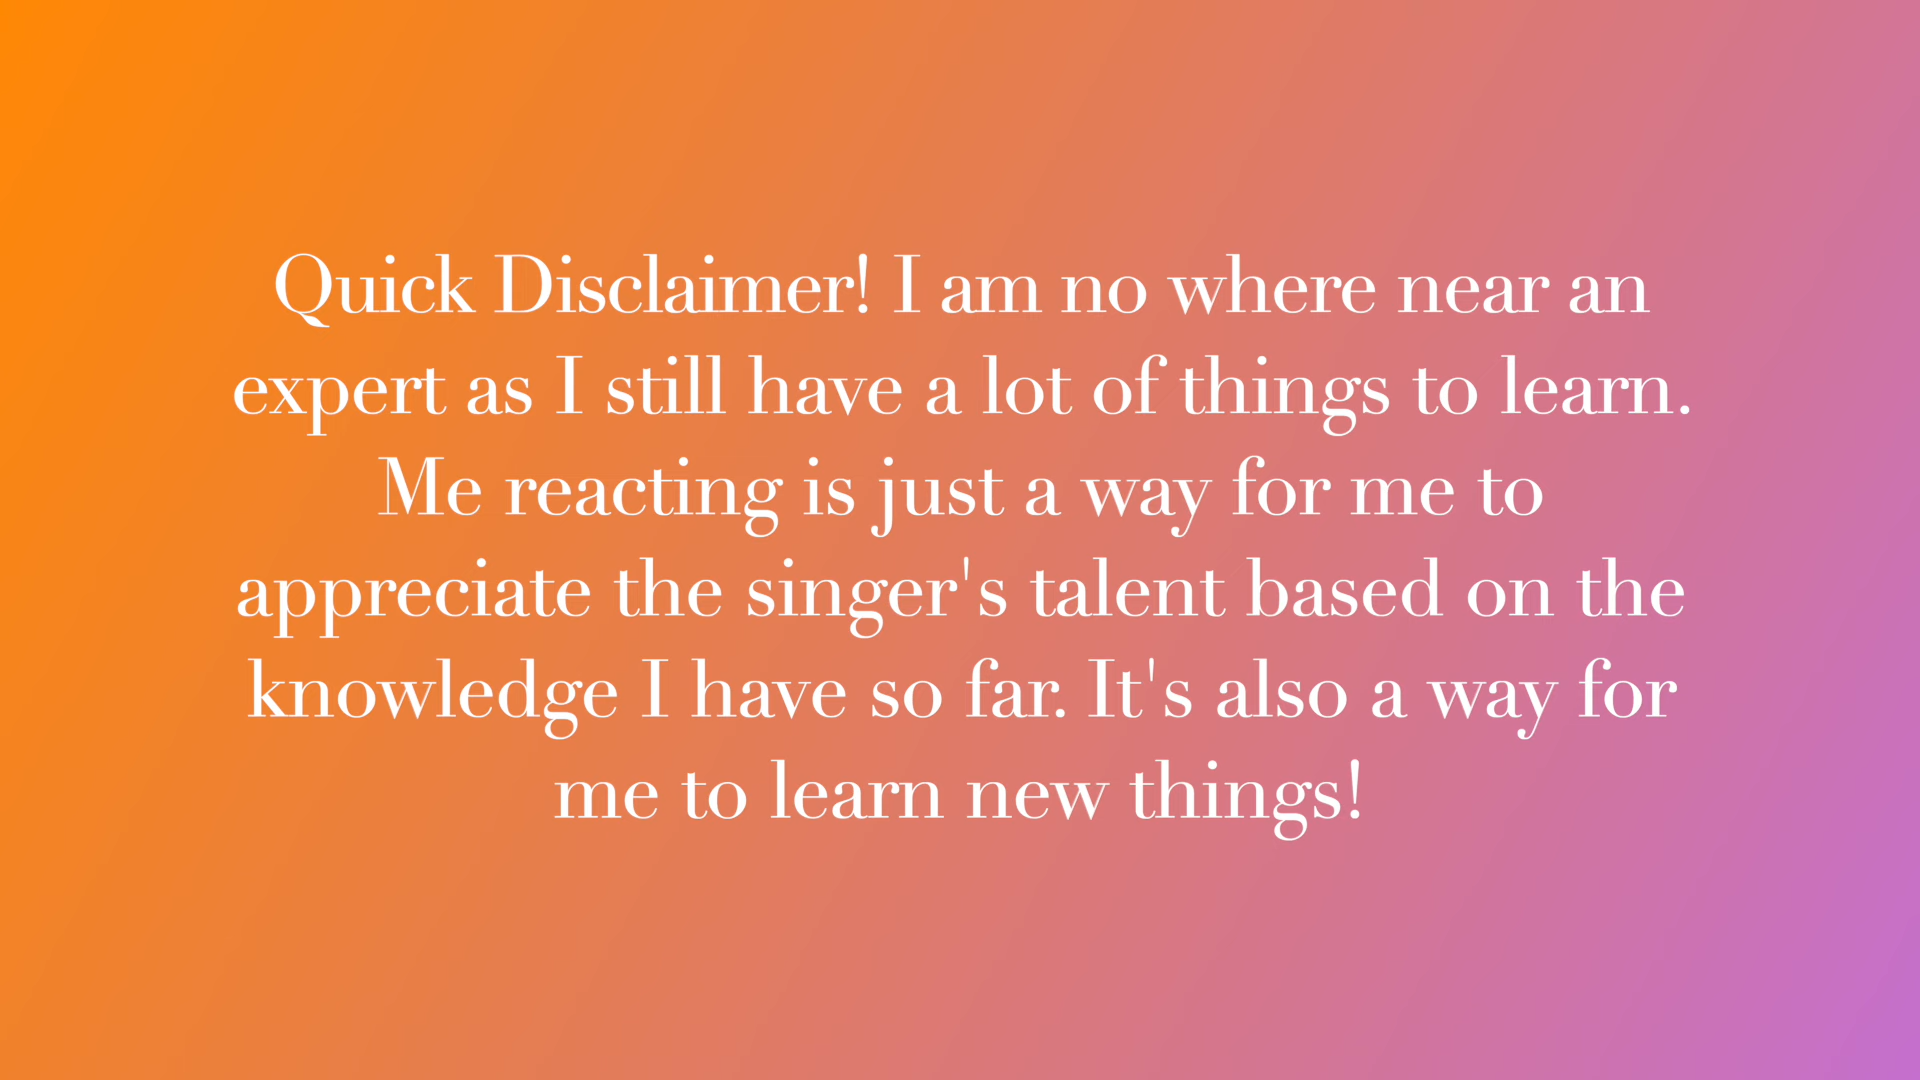 Quick Disclaimer! I am no where near an
expert as I still have a lot of things to learn.
Me reacting is just a way for me to
appreciate the singer's talent based on the
knowledge I have so far. It's also a way for
me to learn new things!